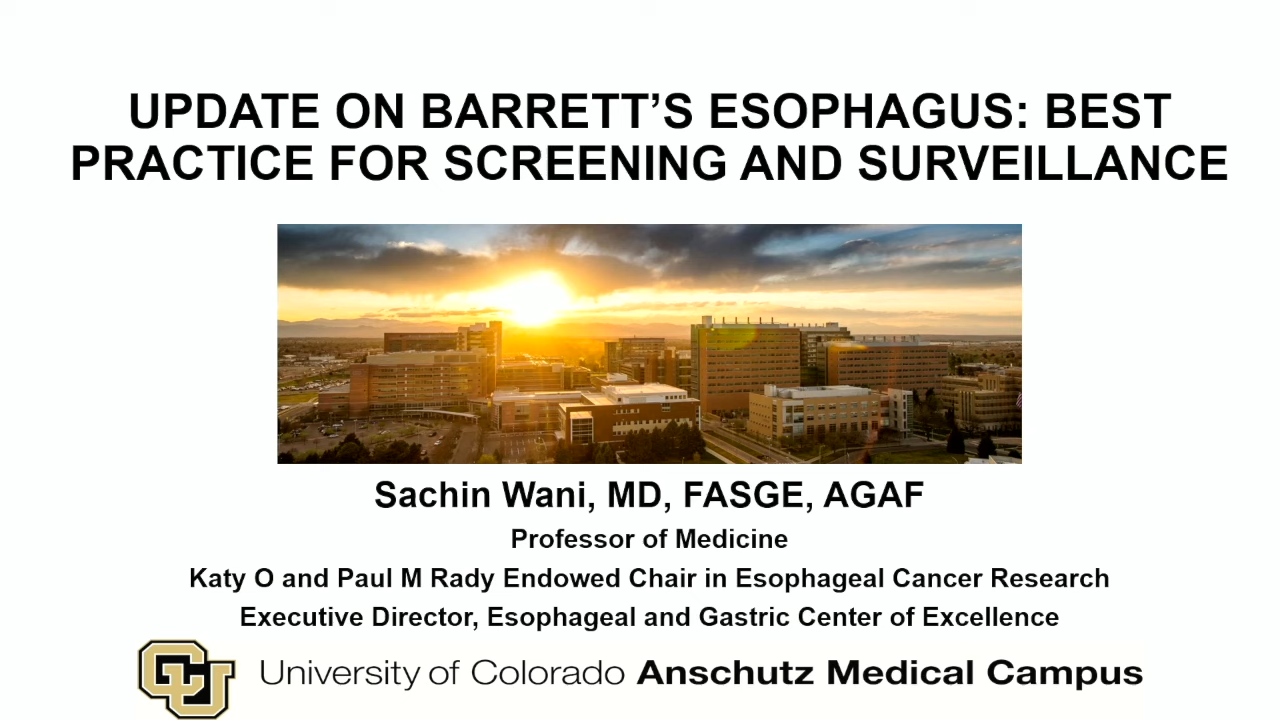 UPDATE ON BARRETT’S ESOPHAGUS: BEST
PRACTICE FOR SCREENING AND SURVEILLANCE
Sachin Wani, MD, FASGE, AGAF
Professor of Medicine
Katy O and Paul M Rady Endowed Chair in Esophageal Cancer Research
Executive Director, Esophageal and Gastric Center of Excellence
CU
University of Colorado Anschutz Medical Campus